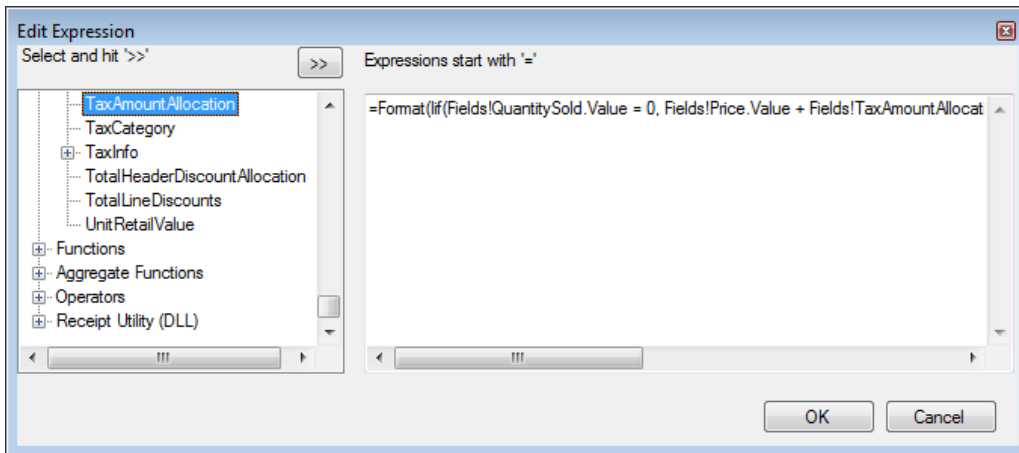 Edit Expression
Select and hit '>>'
>>
Expressions start with '='
TaxAmountAllocation
TaxCategory
TaxInfo
TotalHeaderDiscountAllocation
TotalLineDiscounts
UnitRetailValue
Functions
Aggregate Functions
Operators
Receipt Utility (DLL)
=Format(Iif(Fields!QuantitySold.Value = 0, Fields!Price.Value + Fields!TaxAmountAllocat
OK
Cancel